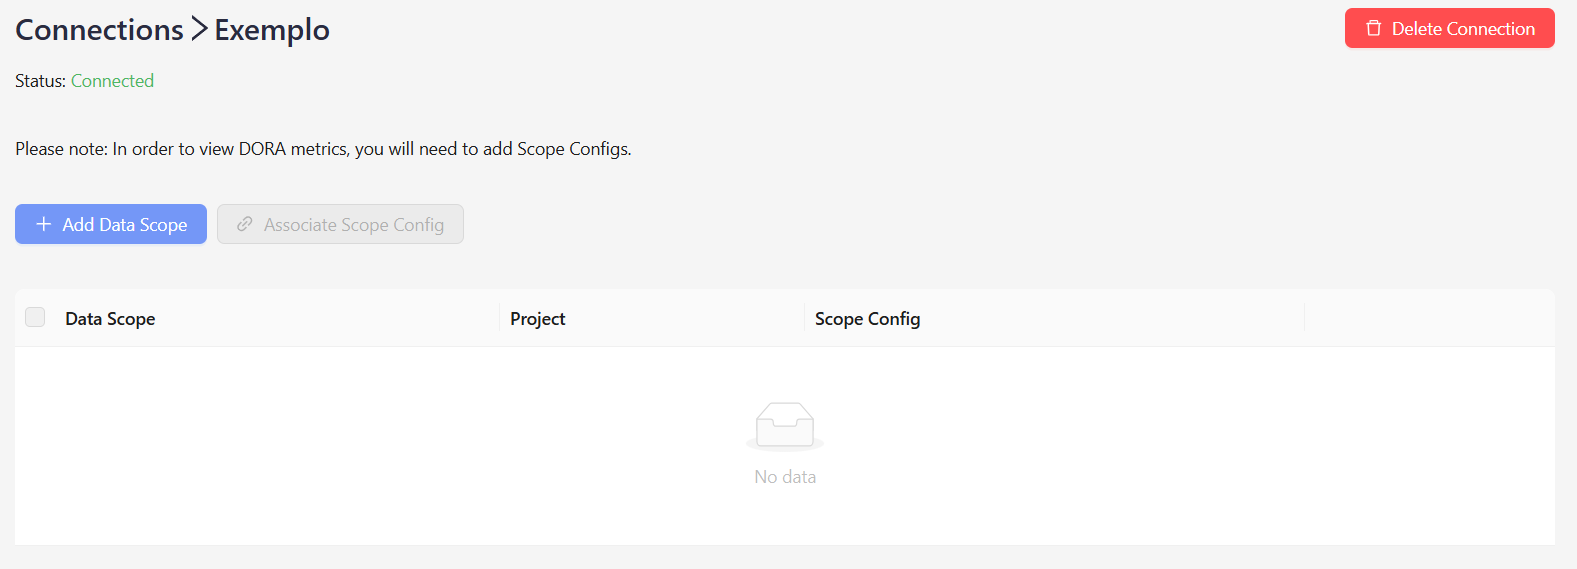 Connections > Exemplo
Delete Connection
Status: Connected
Please note: In order to view DORA metrics, you will need to add Scope Configs.
Add Data Scope
Associate Scope Config
Data Scope
Project
Scope Config
No data